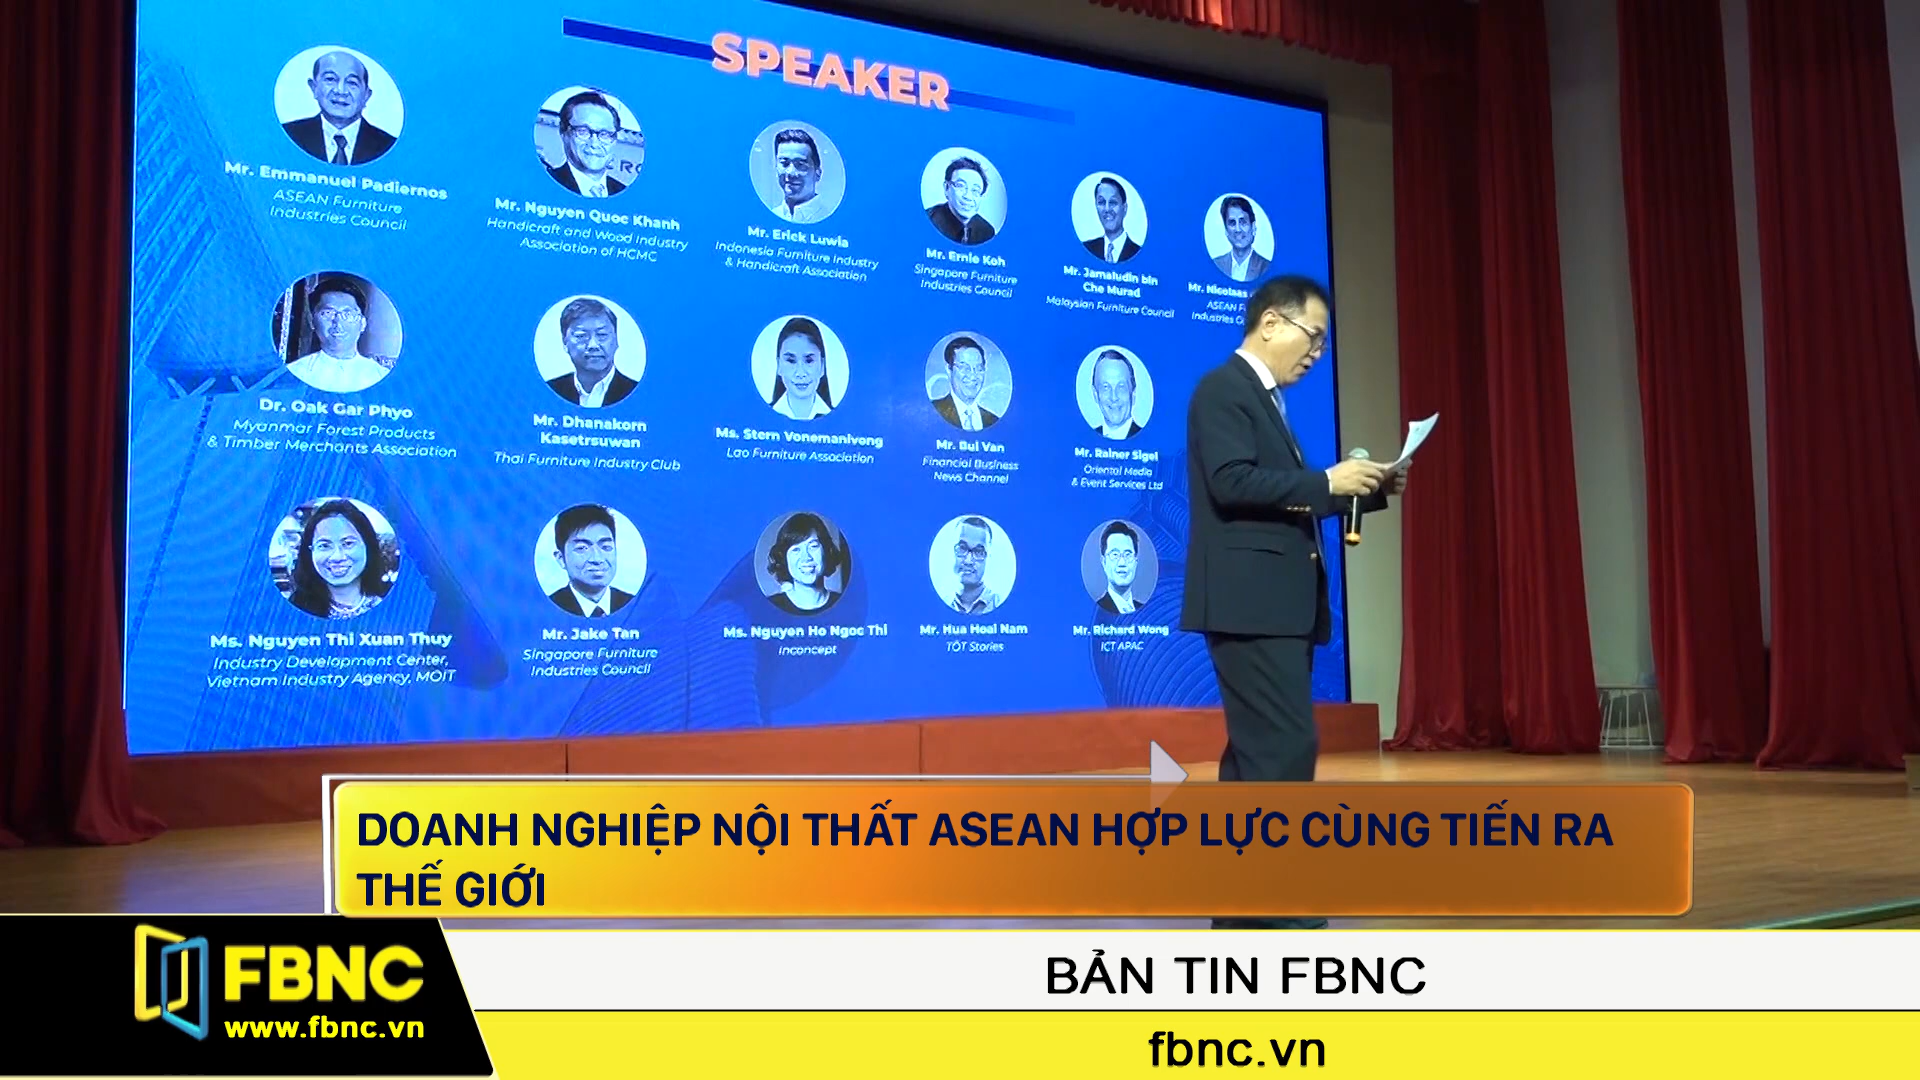 SPEAKER
Mr. Emmanuel Padiernos
ASEAN Furniture
Industries Council
Mr. Nguyen Quoc Khanh
Handicraft and Wood Industry
Association of HCMC
Mr. Erick Luwia
Indonesia Furniture Industry
& Handicraft Association
Mr. Ernie Koh
Singapore Furniture
Industries Council
Mr. Jamaludin bin
Che Murad
Malaysian Furniture Council
Mr. Nicolaas
ASEAN
Industries
Dr. Oak Gar Phyo
Myanmar Forest Products
& Timber Merchants Association
Mr. Dhanakorn
Kasetrsuwan
Thai Furniture Industry Club
Ms. Stern Vonemanivong
Lao Furniture Association
Mr. Bui Van
Financial Business
News Channel
Mr. Rainer Sigel
Oriental Media
& Event Services Ltd
Ms. Nguyen Thi Xuan Thuy
Industry Development Center,
Vietnam Industry Agency, MOIT
Mr. Jake Tan
Singapore Furniture
Industries Council
Ms. Nguyen Ho Ngoc Thi
Inconcept
Mr. Hua Hoai Nam
TÔT Stories
Mr. Richard Wong
ICT APAC
DOANH NGHIỆP NỘI THẤT ASEAN HỢP LỰC CÙNG TIẾN RA
THẾ GIỚI
FBNC
www.fbnc.vn
BẢN TIN FBNC
fbnc.vn